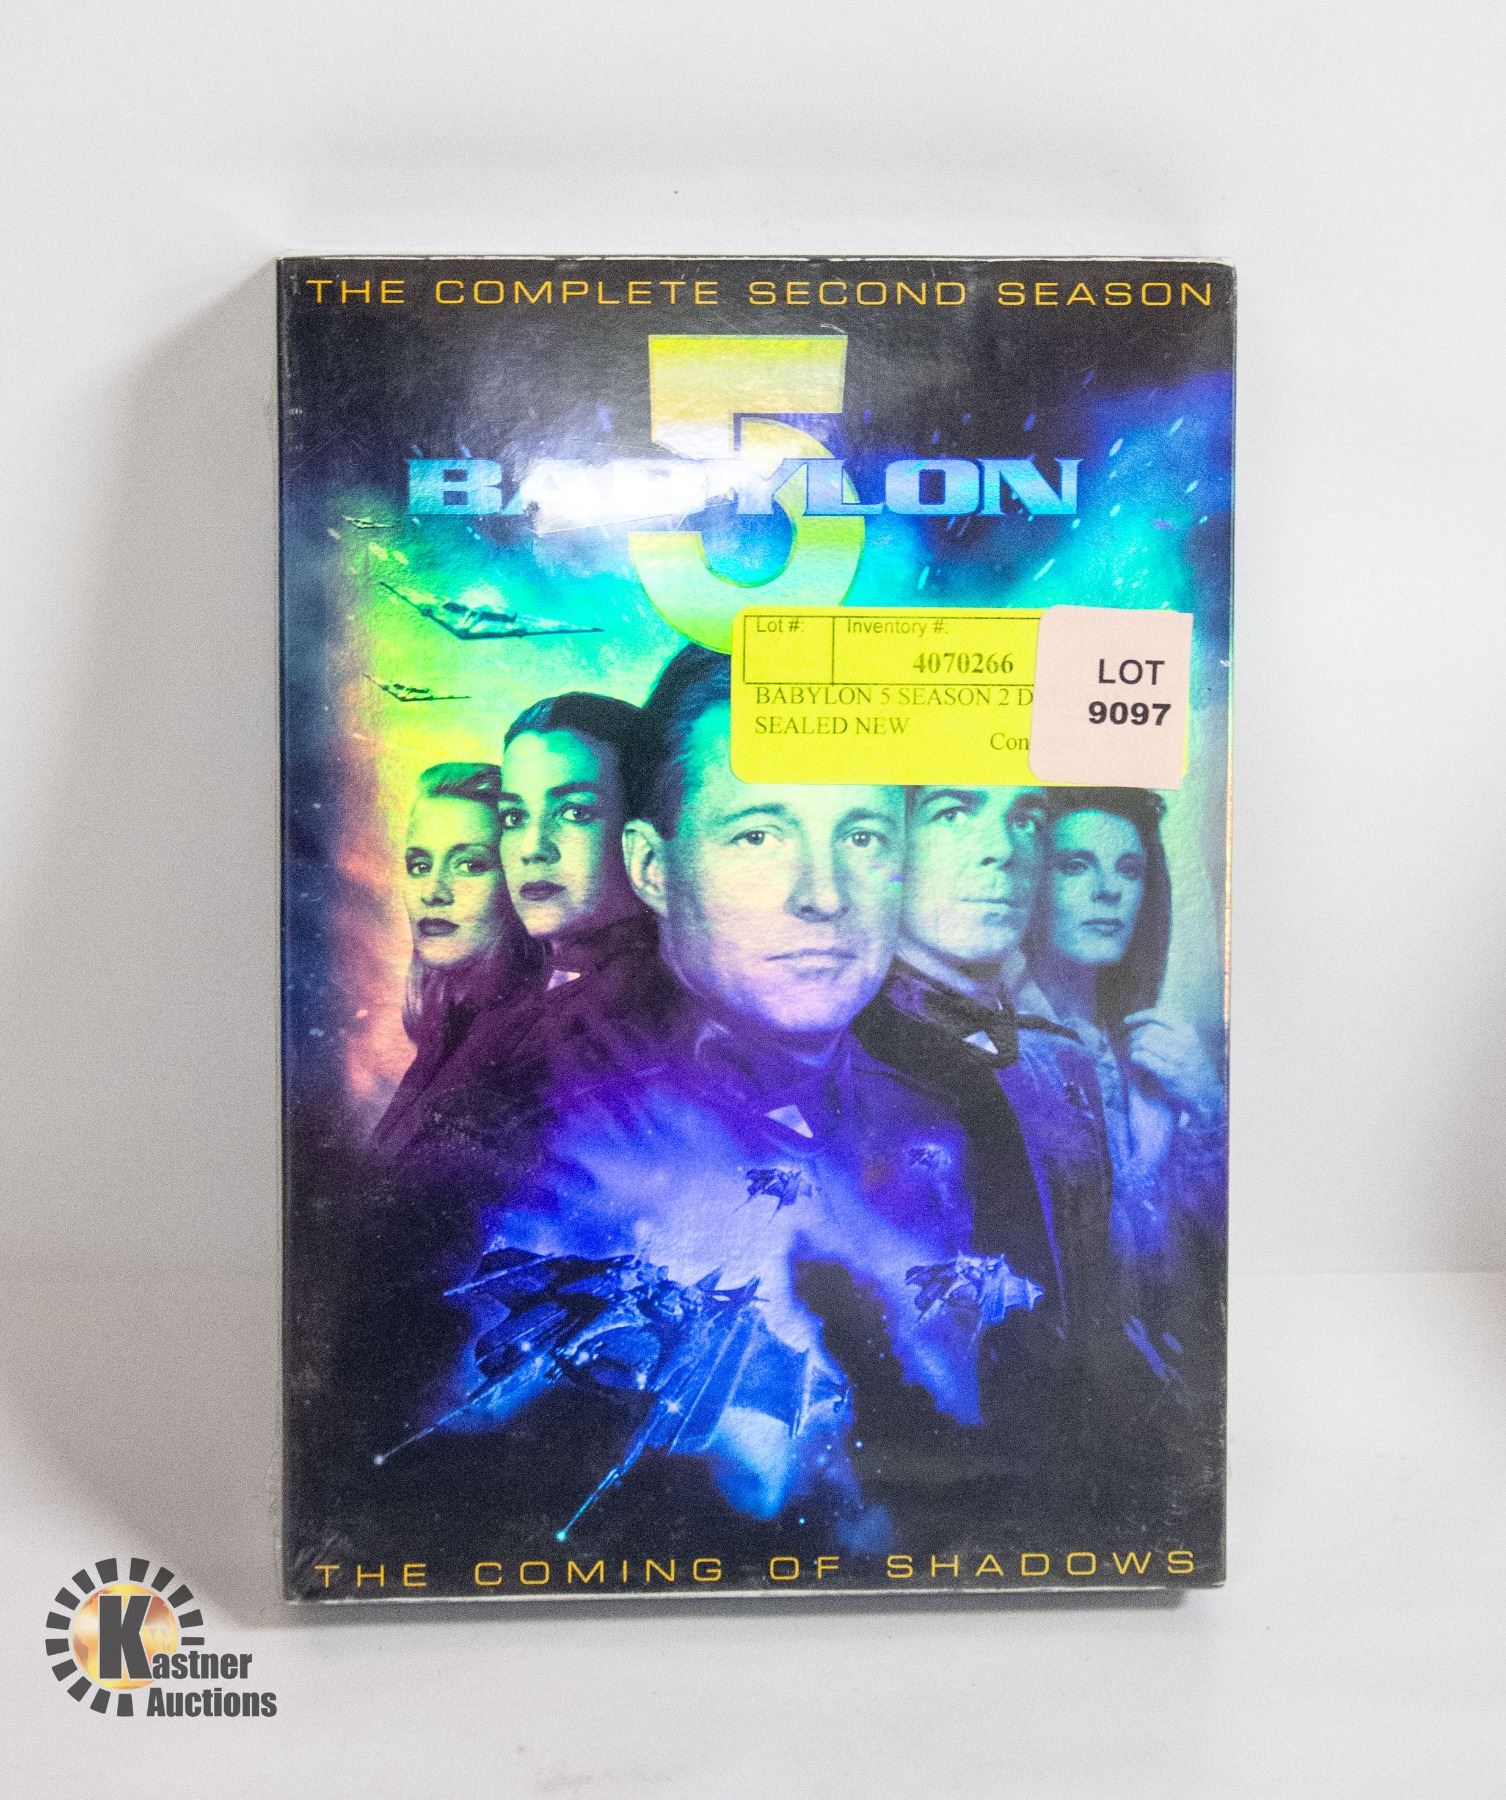 THE COMPLETE SECOND SEASON
5
BABYLON
Lot #: Inventory #:
4070266
BABYLON 5 SEASON 2 D
SEALED NEW
Con
LOT
9097
THE COMING OF SHADOWS
Kastner
Auctions